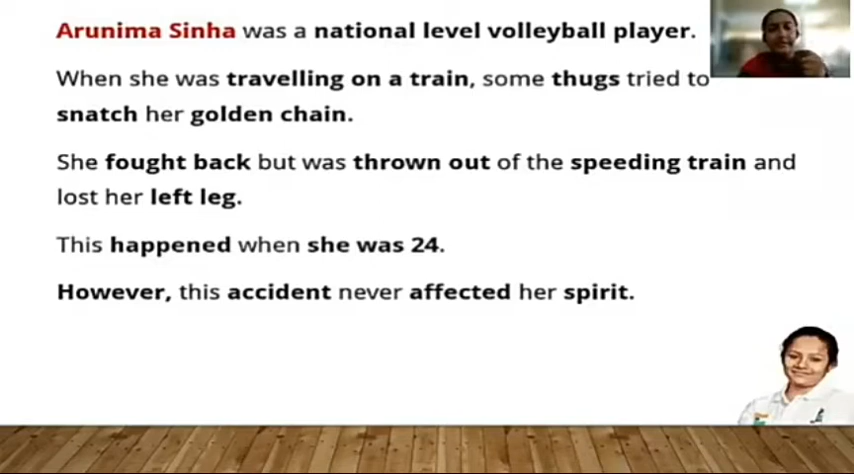 Arunima Sinha was a national level volleyball player.
When she was travelling on a train, some thugs tried to
snatch her golden chain.
She fought back but was thrown out of the speeding train and
lost her left leg.
This happened when she was 24.
However, this accident never affected her spirit.